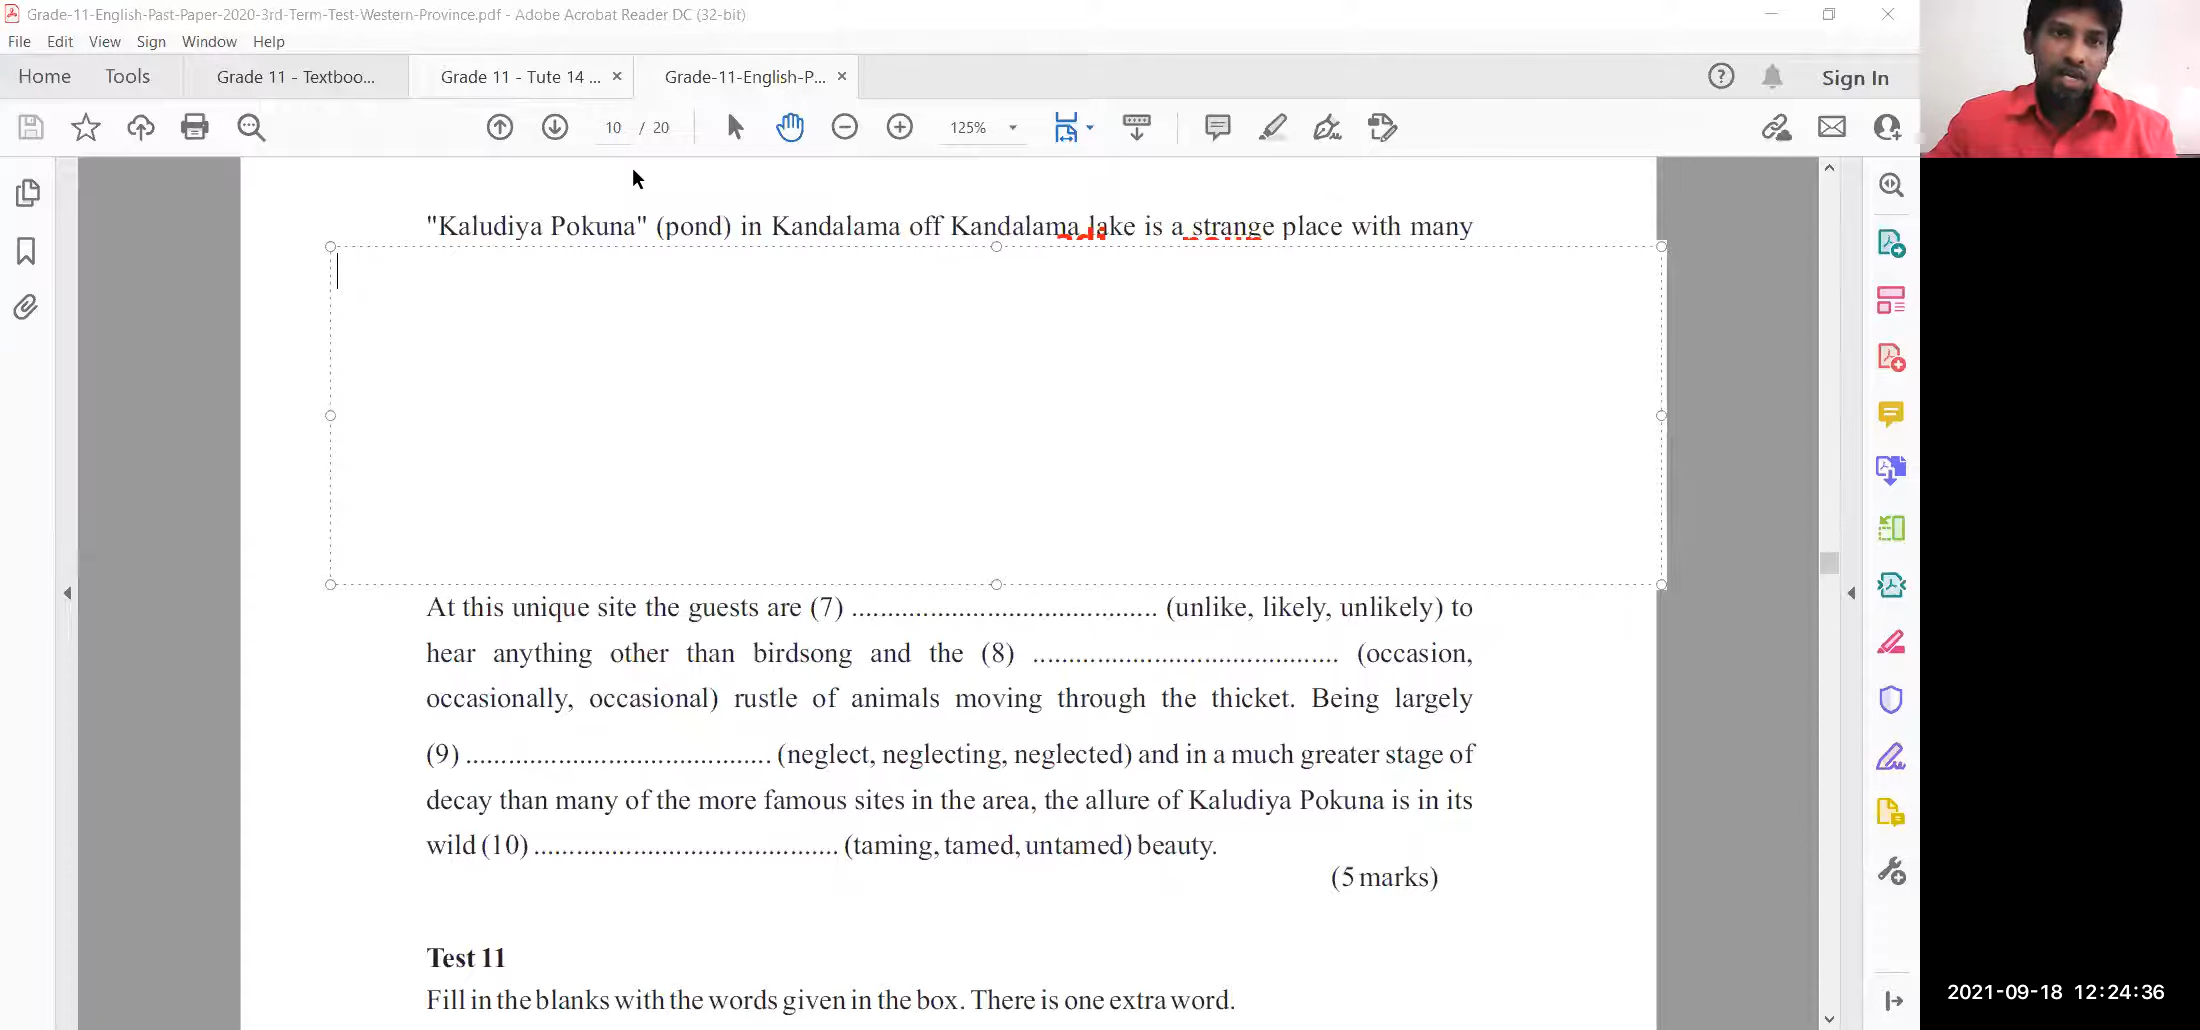 Grade-11-English-Past-Paper-2020-3rd-Term-Test-Western-Province.pdf - Adobe Acrobat Reader DC (32-bit)
File Edit View Sign Window Help
Home Tools Grade 11 - Textboo... Grade 11 - Tute 14 ... × Grade-11-English-P... × Sign In
10 / 20 125%
"Kaludiya Pokuna" (pond) in Kandalama off Kandalama lake is a strange place with many
At this unique site the guests are (7) ........................................... (unlike, likely, unlikely) to
hear anything other than birdsong and the (8) ........................................... (occasion,
occasionally, occasional) rustle of animals moving through the thicket. Being largely
(9) ........................................... (neglect, neglecting, neglected) and in a much greater stage of
decay than many of the more famous sites in the area, the allure of Kaludiya Pokuna is in its
wild (10) ........................................... (taming, tamed, untamed) beauty.
(5 marks)
Test 11
Fill in the blanks with the words given in the box. There is one extra word.
2021-09-18 12:24:36